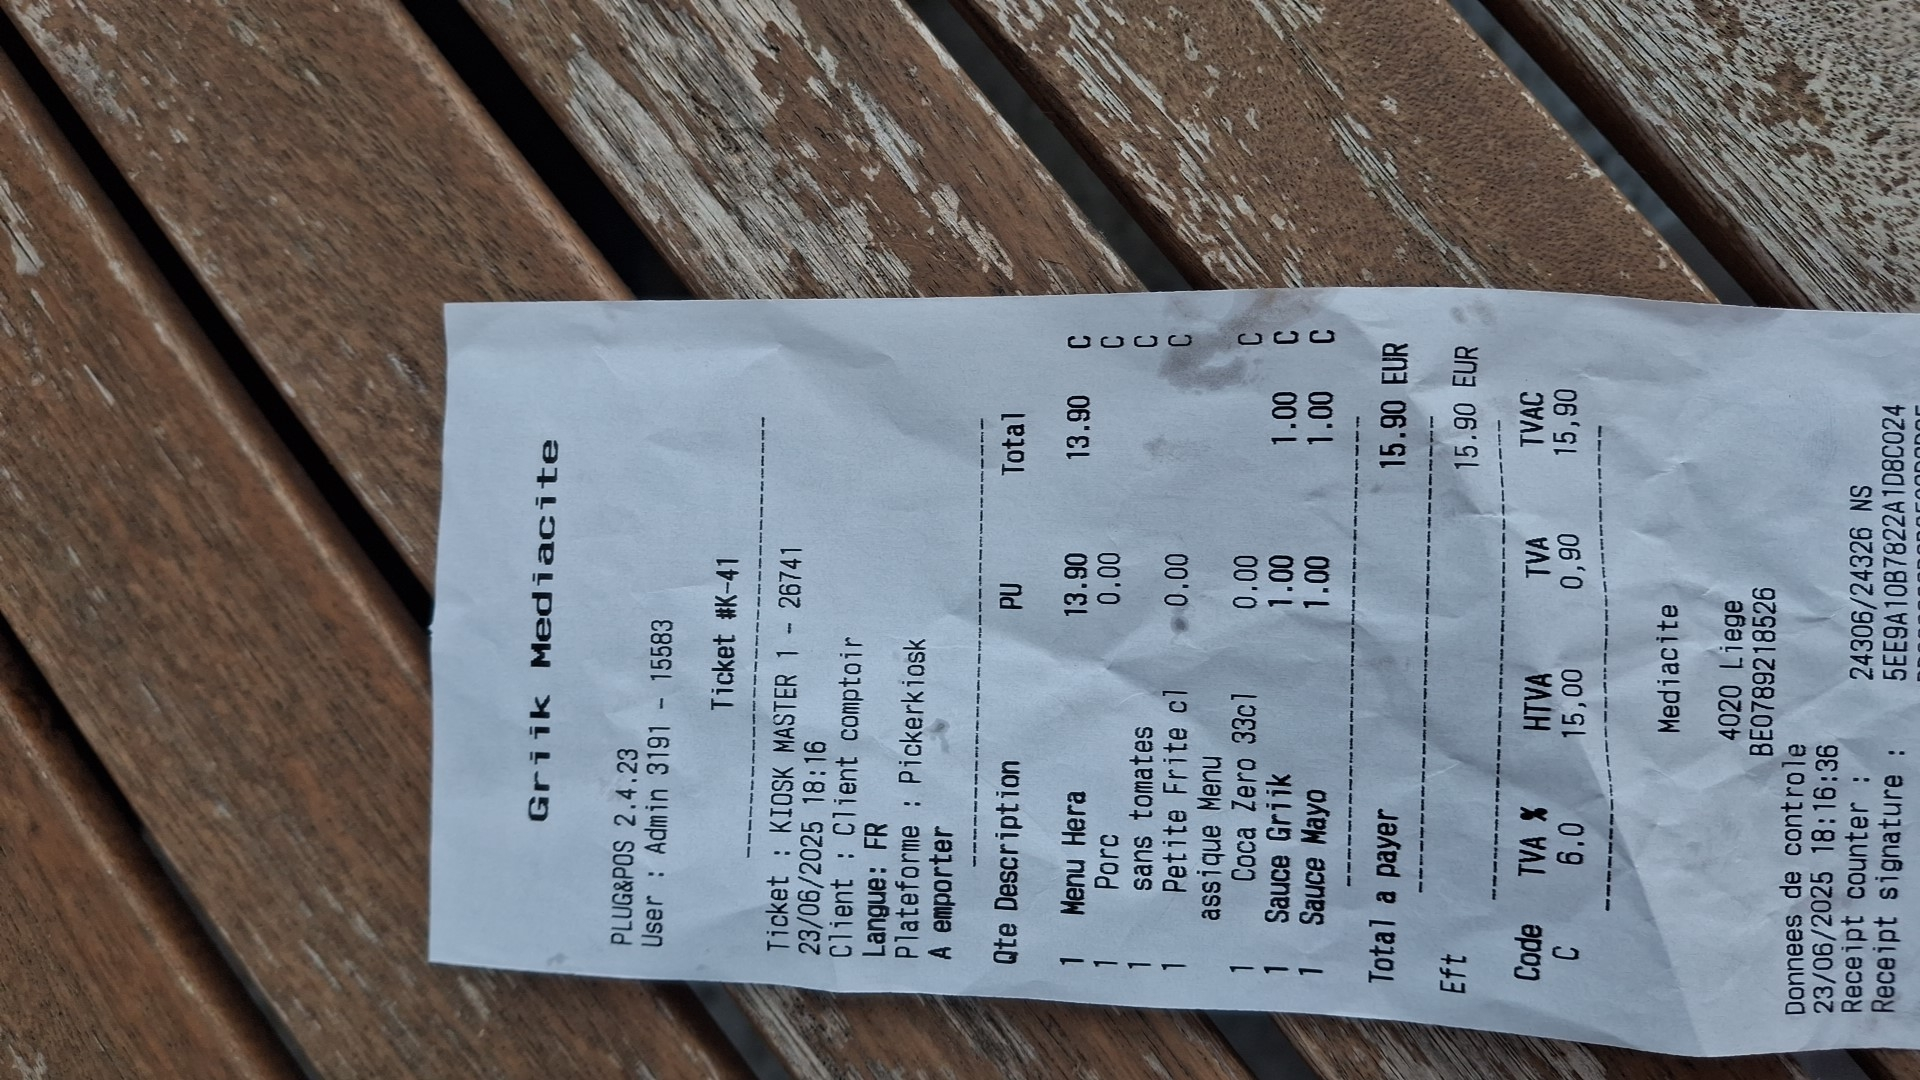 Griik Mediacite
PLUG&POS 2.4.23
User : Admin 3191 - 15583
Ticket #K-41
Ticket : KIOSK MASTER 1 - 26741
23/06/2025 18:16
Client : Client comptoir
Langue: FR
Plateforme : Pickerkiosk
A emporter
Qte Description PU Total
1 Menu Hera 13.90 13.90 C
1 Porc 0.00 C
1 sans tomates C
1 Petite Frite cl 0.00 C
assique Menu
1 Coca Zero 33cl 0.00 C
1 Sauce Griik 1.00 1.00 C
1 Sauce Mayo 1.00 1.00 C
Total a payer 15.90 EUR
Eft 15.90 EUR
Code TVA % HTVA TVA TVAC
C 6.0 15,00 0,90 15,90
Mediacite
4020 Liege
BE0789218526
Donnees de controle
23/06/2025 18:16:36
Receipt counter : 24306/24326 NS
Receipt signature : 5EE9A10B7822A1D8C024